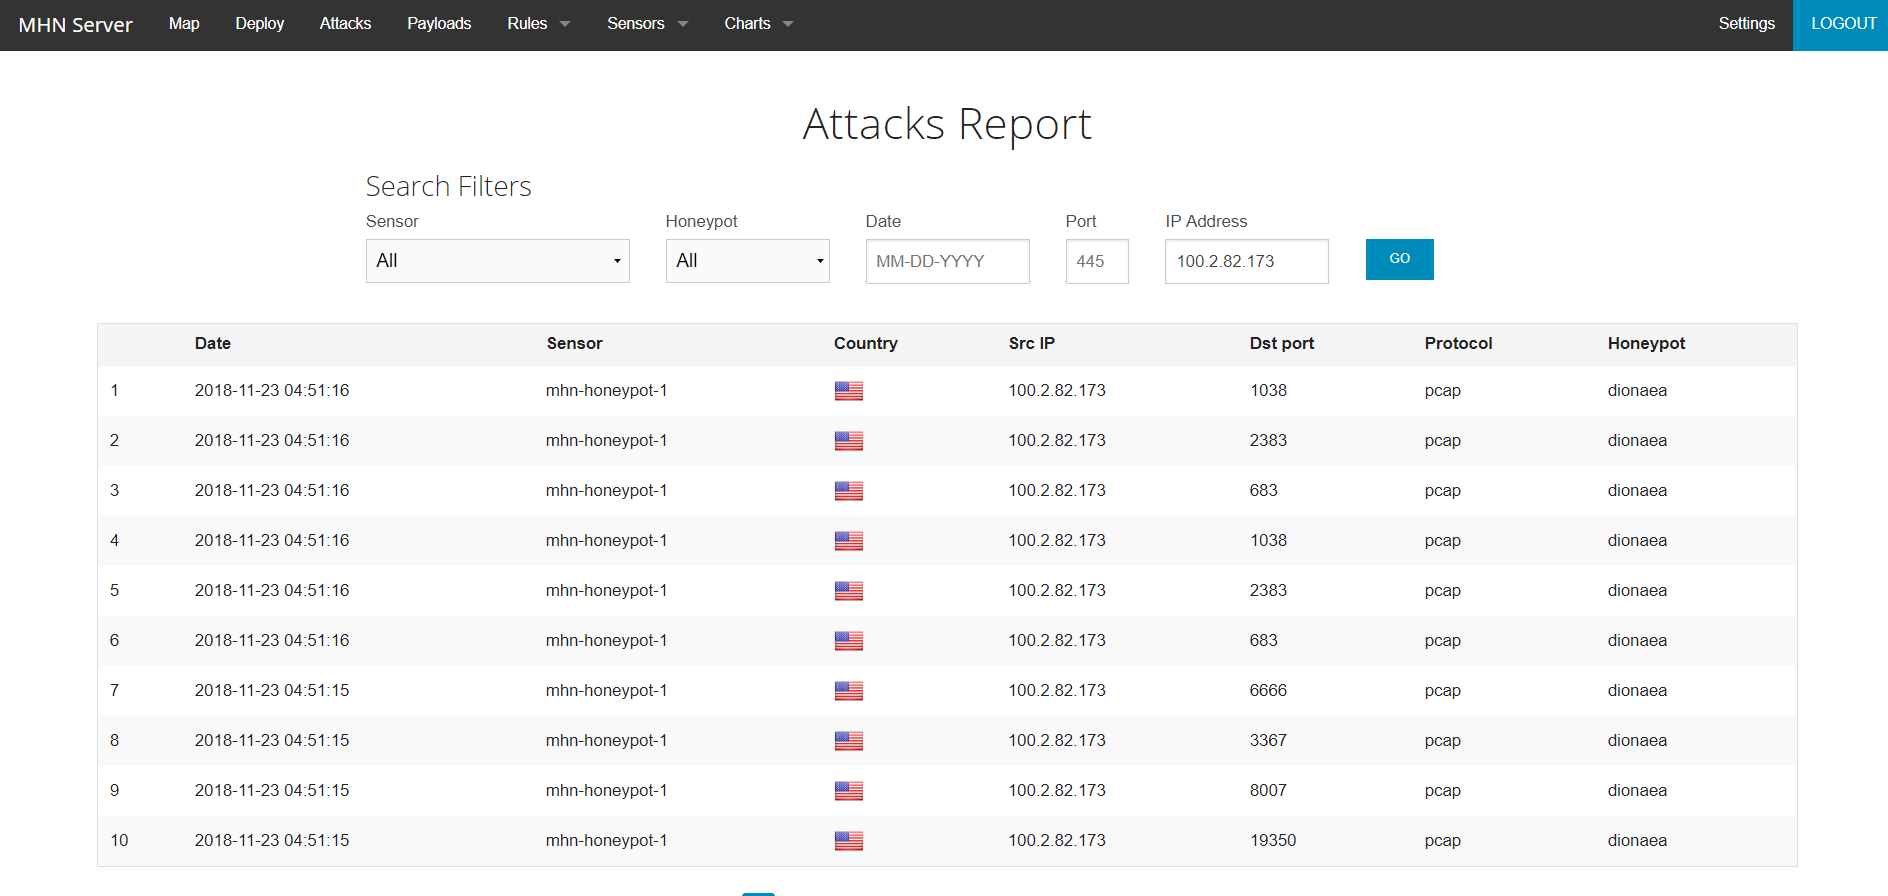 MHN Server Map Deploy Attacks Payloads Rules Sensors Charts Settings LOGOUT
Attacks Report
Search Filters
Sensor Honeypot Date Port IP Address
All All MM-DD-YYYY 445 100.2.82.173 GO
Date Sensor Country Src IP Dst port Protocol Honeypot
1 2018-11-23 04:51:16 mhn-honeypot-1 100.2.82.173 1038 pcap dionaea
2 2018-11-23 04:51:16 mhn-honeypot-1 100.2.82.173 2383 pcap dionaea
3 2018-11-23 04:51:16 mhn-honeypot-1 100.2.82.173 683 pcap dionaea
4 2018-11-23 04:51:16 mhn-honeypot-1 100.2.82.173 1038 pcap dionaea
5 2018-11-23 04:51:16 mhn-honeypot-1 100.2.82.173 2383 pcap dionaea
6 2018-11-23 04:51:16 mhn-honeypot-1 100.2.82.173 683 pcap dionaea
7 2018-11-23 04:51:15 mhn-honeypot-1 100.2.82.173 6666 pcap dionaea
8 2018-11-23 04:51:15 mhn-honeypot-1 100.2.82.173 3367 pcap dionaea
9 2018-11-23 04:51:15 mhn-honeypot-1 100.2.82.173 8007 pcap dionaea
10 2018-11-23 04:51:15 mhn-honeypot-1 100.2.82.173 19350 pcap dionaea